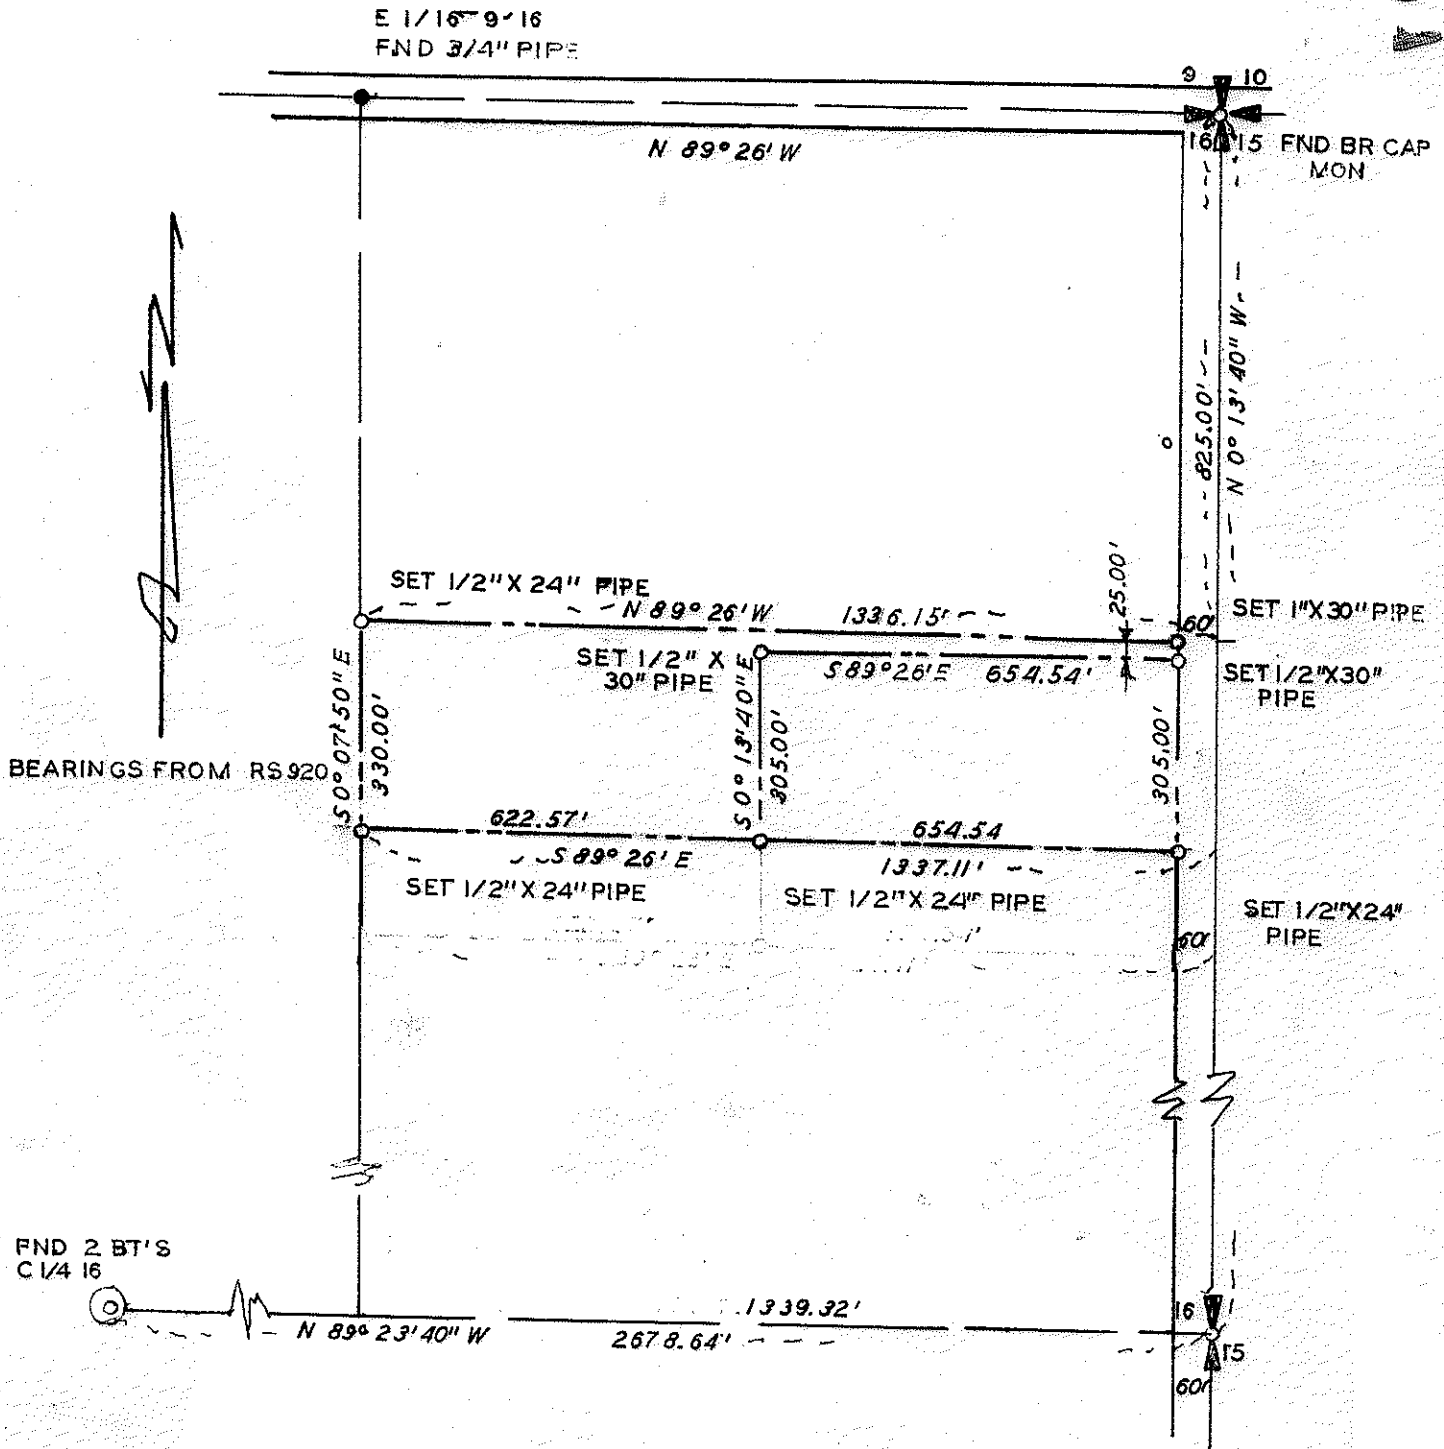 E 1/16 9-16
FND 3/4" PIPE
9 10
16 15 FND BR CAP
MON
N 89° 26' W
825.00'
N 0° 13' 40" W
SET 1/2" X 24" PIPE
N 89° 26' W 1336.15'
25.00'
60'
SET 1" X 30" PIPE
SET 1/2" X
30" PIPE
S 89° 26' E 654.54'
SET 1/2" X 30"
PIPE
S 0° 07' 50" E
330.00'
S 0° 13' 40" E
305.00'
305.00'
BEARINGS FROM RS 920
622.57'
654.54
S 89° 26' E
1337.11'
SET 1/2" X 24" PIPE
SET 1/2" X 24" PIPE
SET 1/2" X 24"
PIPE
60'
FND 2 BT'S
C 1/4 16
N 89° 23' 40" W
1339.32'
2678.64'
16
15
60'